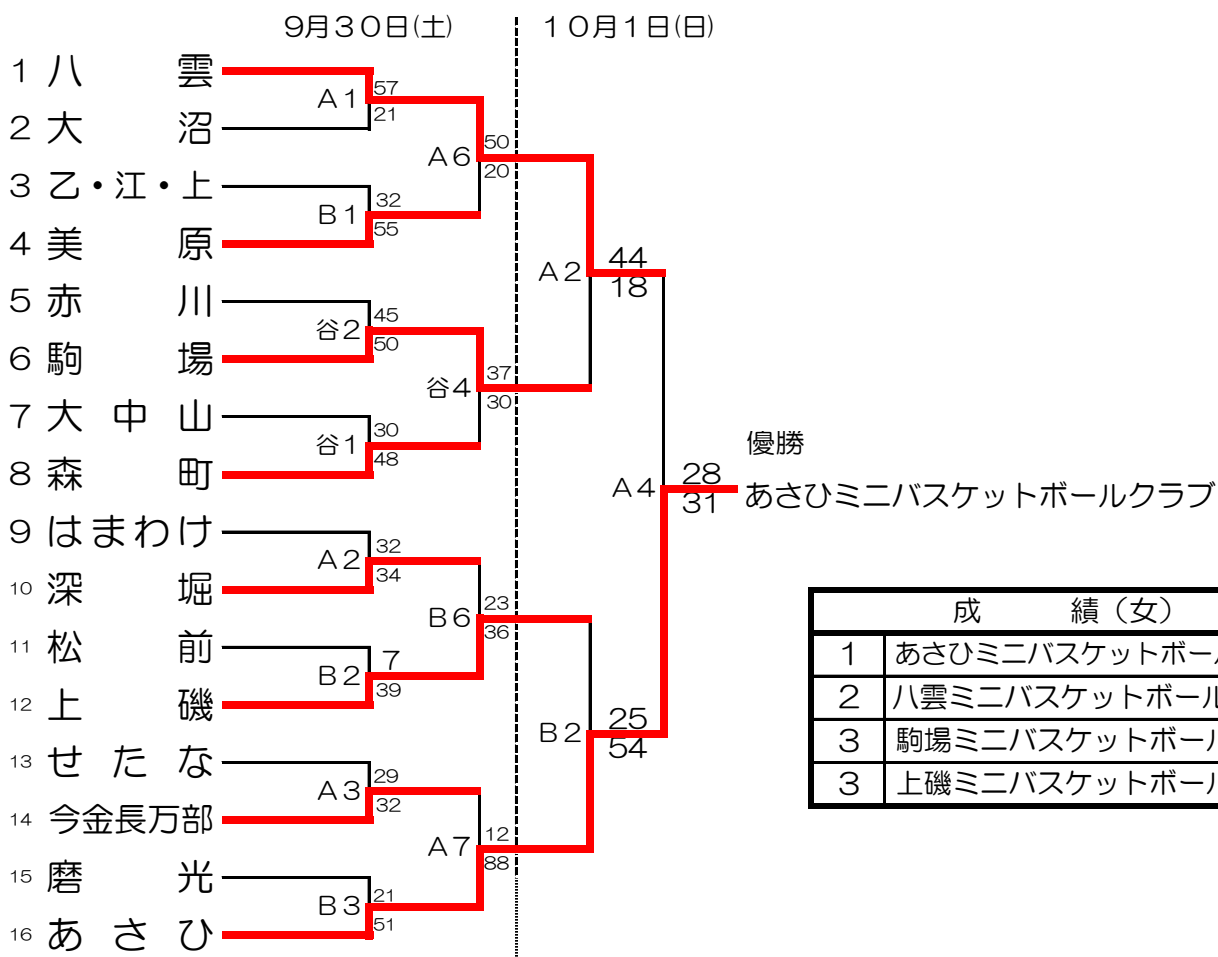 9月30日(土)
10月1日(日)
1 八雲
57
A1
21
2 大沼
50
A6
20
3 乙・江・上
32
B1
55
4 美原
44
A2
18
5 赤川
45
谷2
50
6 駒場
37
谷4
30
7 大中山
30
谷1
48
8 森町
優勝
28
A4
31
あさひミニバスケットボールクラブ
9 はまわけ
32
A2
34
10 深堀
23
B6
36
11 松前
7
B2
39
12 上磯
25
B2
54
13 せたな
29
A3
32
14 今金長万部
12
A7
88
15 磨光
21
B3
51
16 あさひ
成績(女)
1 あさひミニバスケットボー
2 八雲ミニバスケットボール
3 駒場ミニバスケットボー
3 上磯ミニバスケットボー